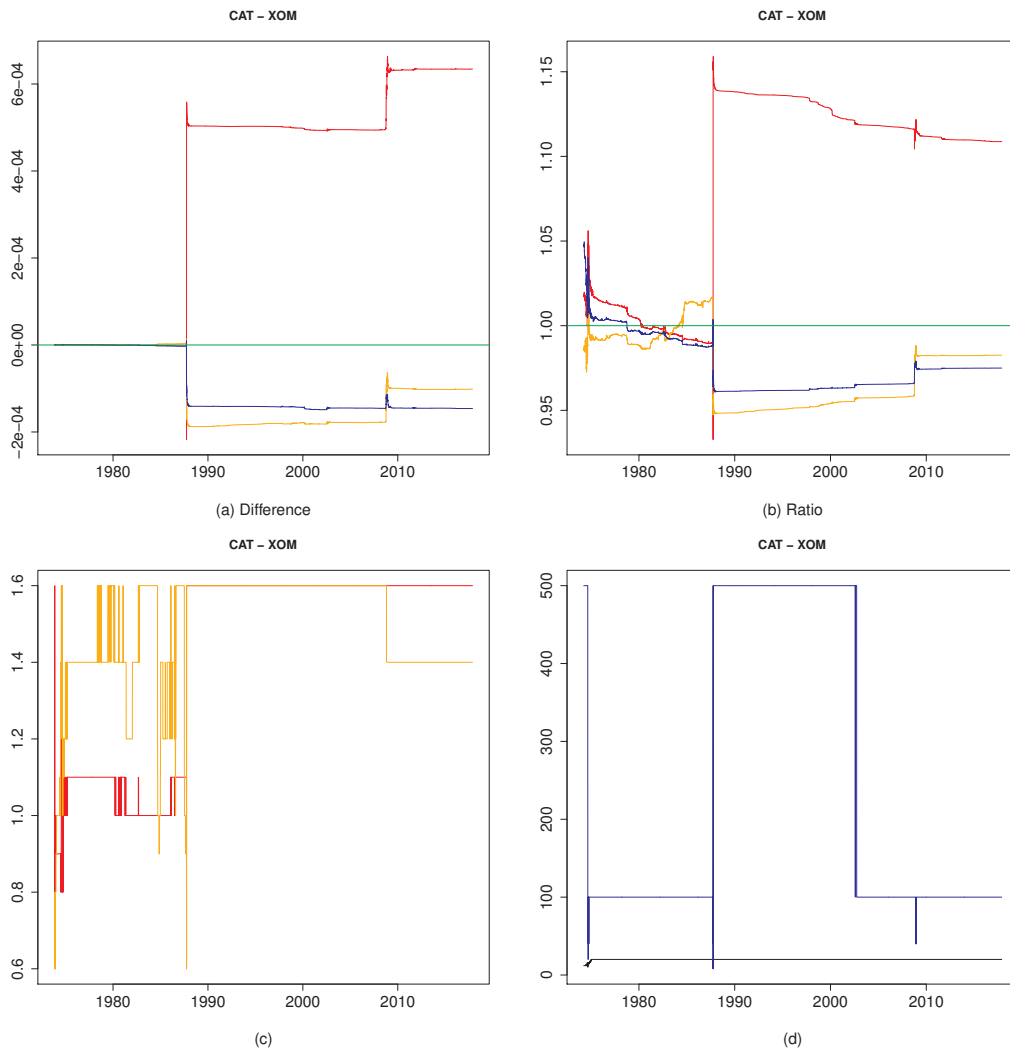 CAT − XOM
6e−04
4e−04
2e−04
0e+00
−2e−04
1980 1990 2000 2010
(a) Difference
CAT − XOM
1.15
1.10
1.05
1.00
0.95
1980 1990 2000 2010
(b) Ratio
CAT − XOM
1.6
1.4
1.2
1.0
0.8
0.6
1980 1990 2000 2010
(c)
CAT − XOM
500
400
300
200
100
0
1980 1990 2000 2010
(d)